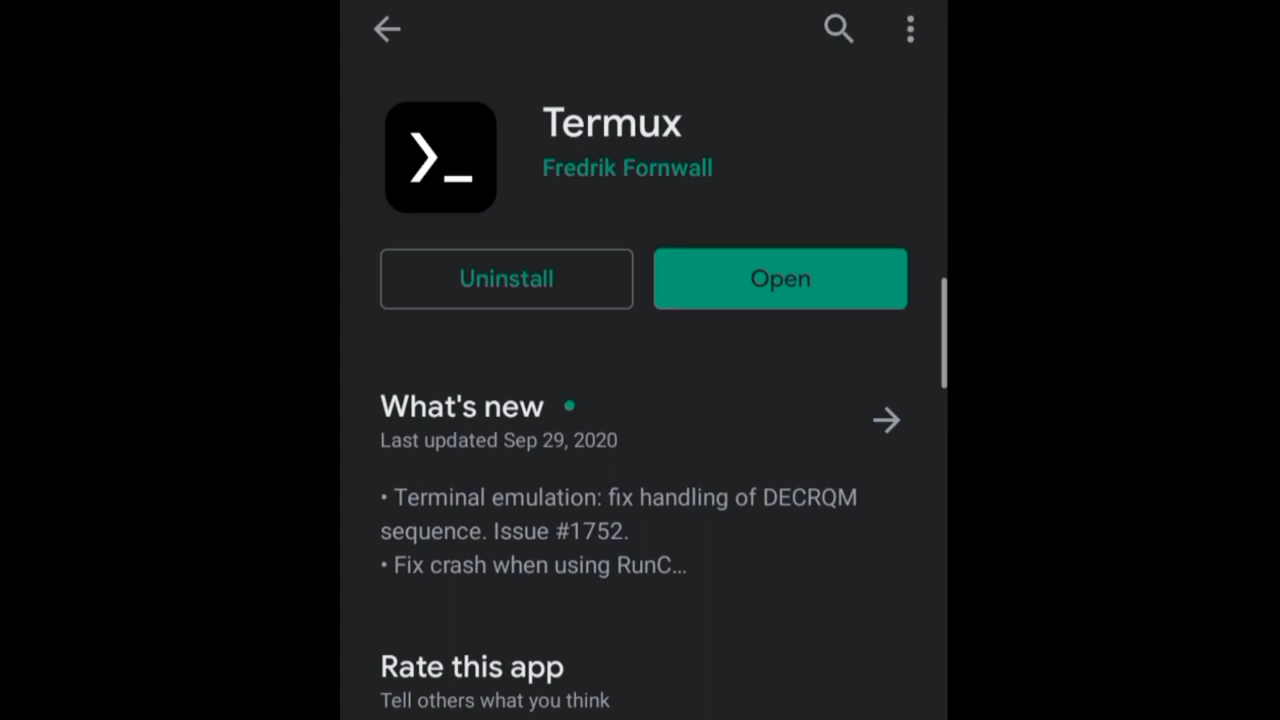 Termux
Fredrik Fornwall
Uninstall
Open
What's new
Last updated Sep 29, 2020
• Terminal emulation: fix handling of DECRQM
sequence. Issue #1752.
• Fix crash when using RunC...
Rate this app
Tell others what you think